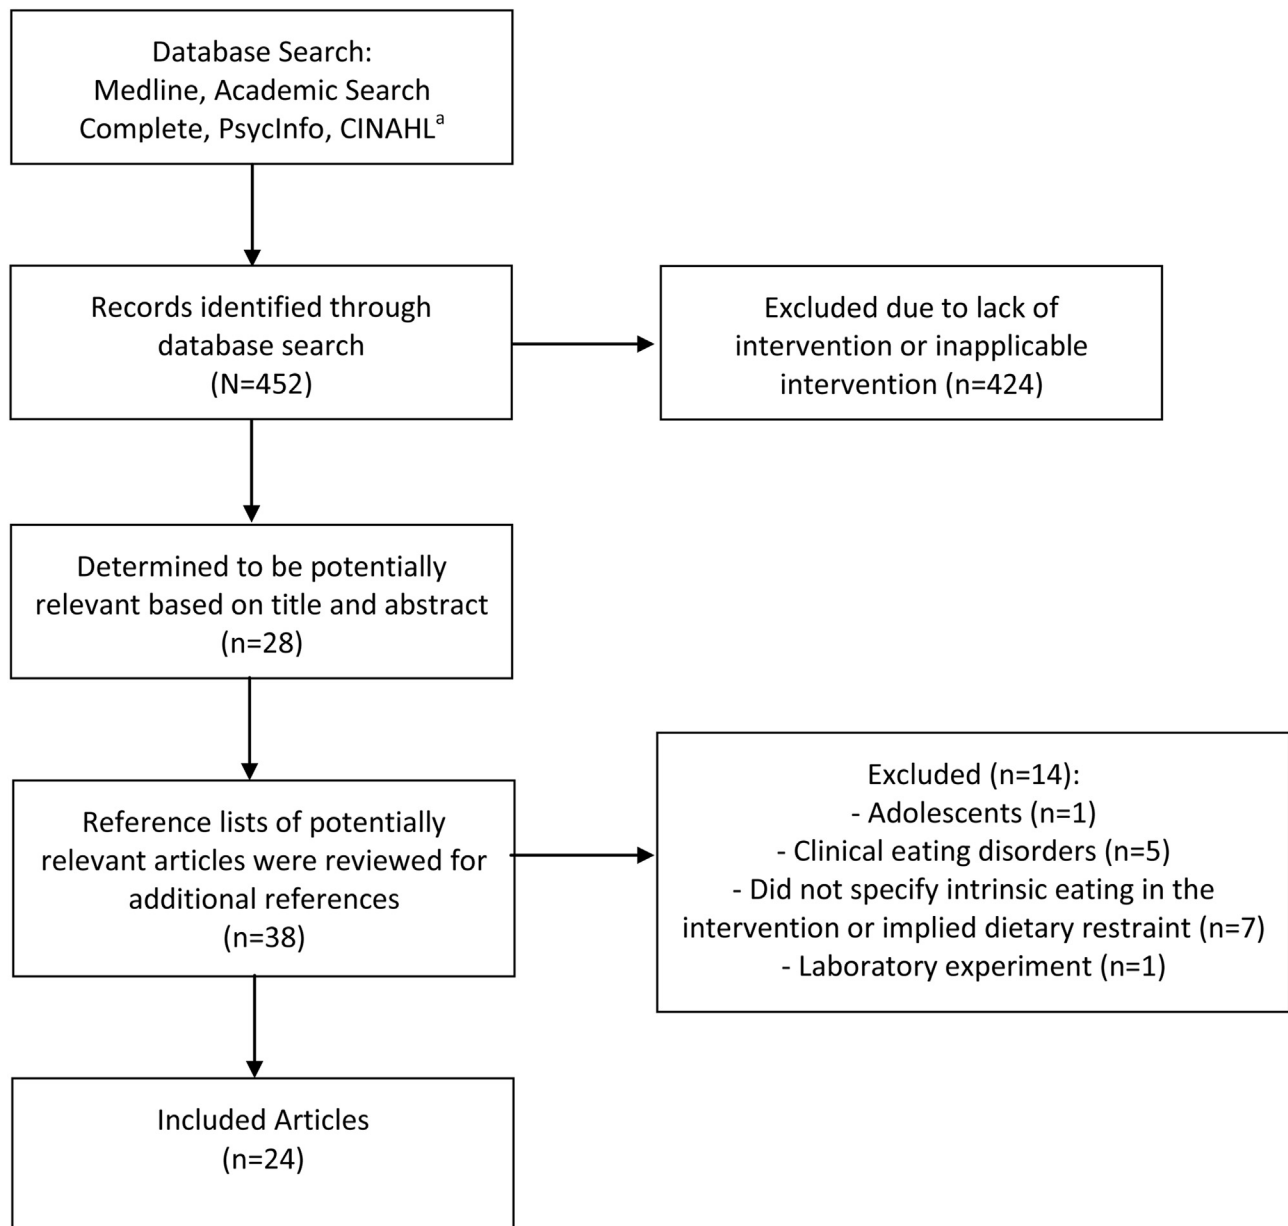 Database Search:
Medline, Academic Search
Complete, PsycInfo, CINAHLa
Records identified through
database search
(N=452)
Excluded due to lack of
intervention or inapplicable
intervention (n=424)
Determined to be potentially
relevant based on title and abstract
(n=28)
Reference lists of potentially
relevant articles were reviewed for
additional references
(n=38)
Excluded (n=14):
- Adolescents (n=1)
- Clinical eating disorders (n=5)
- Did not specify intrinsic eating in the
intervention or implied dietary restraint (n=7)
- Laboratory experiment (n=1)
Included Articles
(n=24)